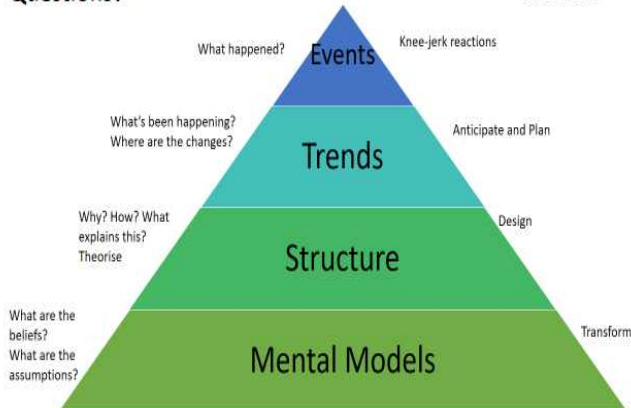 What happened?
Events
Knee-jerk reactions
What's been happening?
Where are the changes?
Trends
Anticipate and Plan
Why? How? What
explains this?
Theorise
Structure
Design
What are the
beliefs?
What are the
assumptions?
Mental Models
Transform